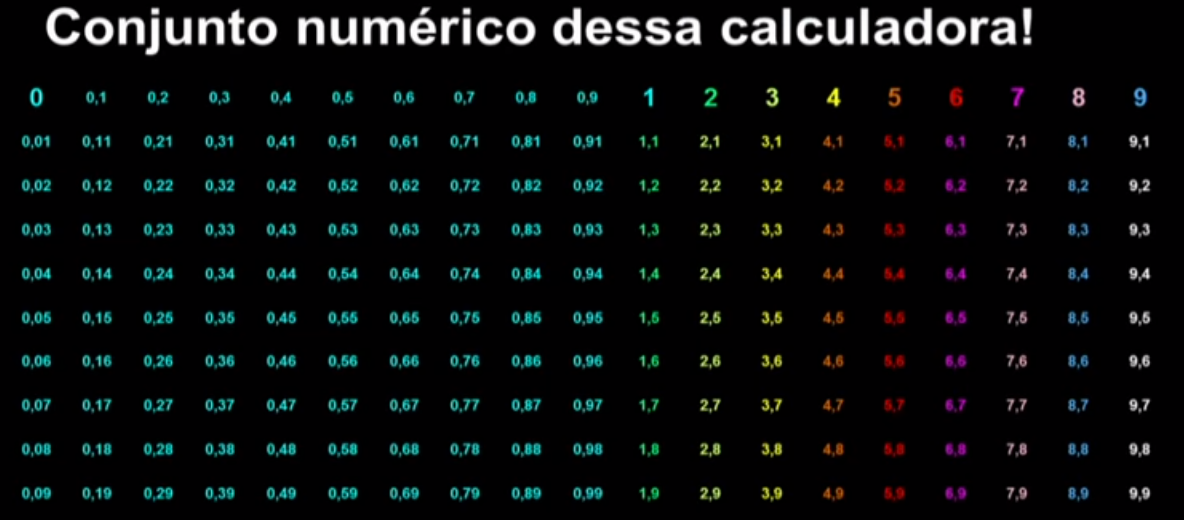 Conjunto numérico dessa calculadora!
0 0,1 0,2 0,3 0,4 0,5 0,6 0,7 0,8 0,9 1 2 3 4 5 6 7 8 9
0,01 0,11 0,21 0,31 0,41 0,51 0,61 0,71 0,81 0,91 1,1 2,1 3,1 4,1 5,1 6,1 7,1 8,1 9,1
0,02 0,12 0,22 0,32 0,42 0,52 0,62 0,72 0,82 0,92 1,2 2,2 3,2 4,2 5,2 6,2 7,2 8,2 9,2
0,03 0,13 0,23 0,33 0,43 0,53 0,63 0,73 0,83 0,93 1,3 2,3 3,3 4,3 5,3 6,3 7,3 8,3 9,3
0,04 0,14 0,24 0,34 0,44 0,54 0,64 0,74 0,84 0,94 1,4 2,4 3,4 4,4 5,4 6,4 7,4 8,4 9,4
0,05 0,15 0,25 0,35 0,45 0,55 0,65 0,75 0,85 0,95 1,5 2,5 3,5 4,5 5,5 6,5 7,5 8,5 9,5
0,06 0,16 0,26 0,36 0,46 0,56 0,66 0,76 0,86 0,96 1,6 2,6 3,6 4,6 5,6 6,6 7,6 8,6 9,6
0,07 0,17 0,27 0,37 0,47 0,57 0,67 0,77 0,87 0,97 1,7 2,7 3,7 4,7 5,7 6,7 7,7 8,7 9,7
0,08 0,18 0,28 0,38 0,48 0,58 0,68 0,78 0,88 0,98 1,8 2,8 3,8 4,8 5,8 6,8 7,8 8,8 9,8
0,09 0,19 0,29 0,39 0,49 0,59 0,69 0,79 0,89 0,99 1,9 2,9 3,9 4,9 5,9 6,9 7,9 8,9 9,9